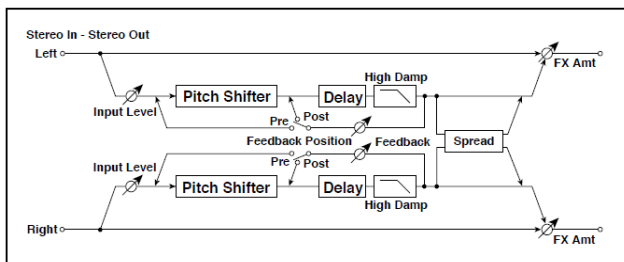 Stereo In - Stereo Out
Left
FX Amt
High Damp
Pitch Shifter
Delay
Input Level
Post
Pre
Feedback Position
Feedback
Spread
Input Level
Pre
Post
Pitch Shifter
Delay
High Damp
Right
FX Amt